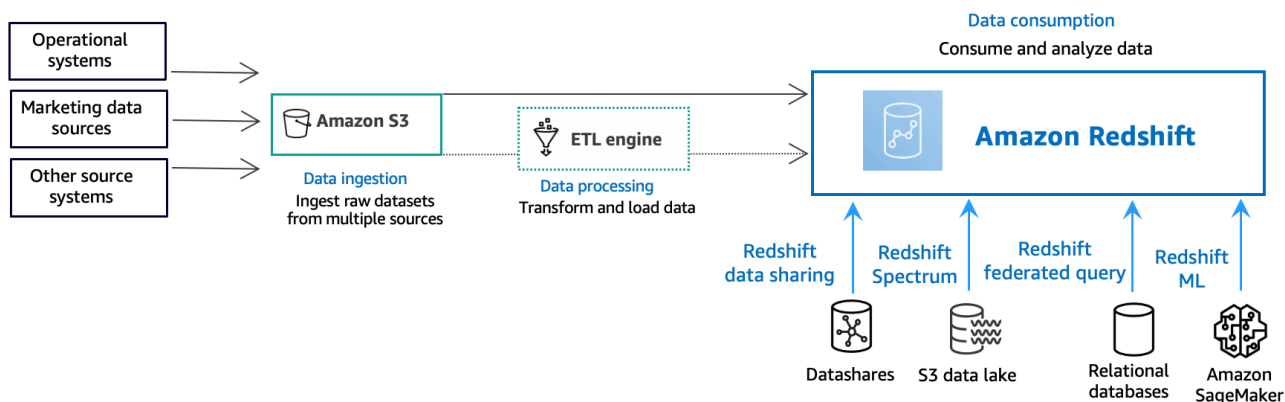 Operational
systems
Marketing data
sources
Other source
systems
Amazon S3
Data ingestion
Ingest raw datasets
from multiple sources
ETL engine
Data processing
Transform and load data
Data consumption
Consume and analyze data
Amazon Redshift
Redshift
data sharing
Redshift
Spectrum
Redshift
federated query
Redshift
ML
Datashares
S3 data lake
Relational
databases
Amazon
SageMaker